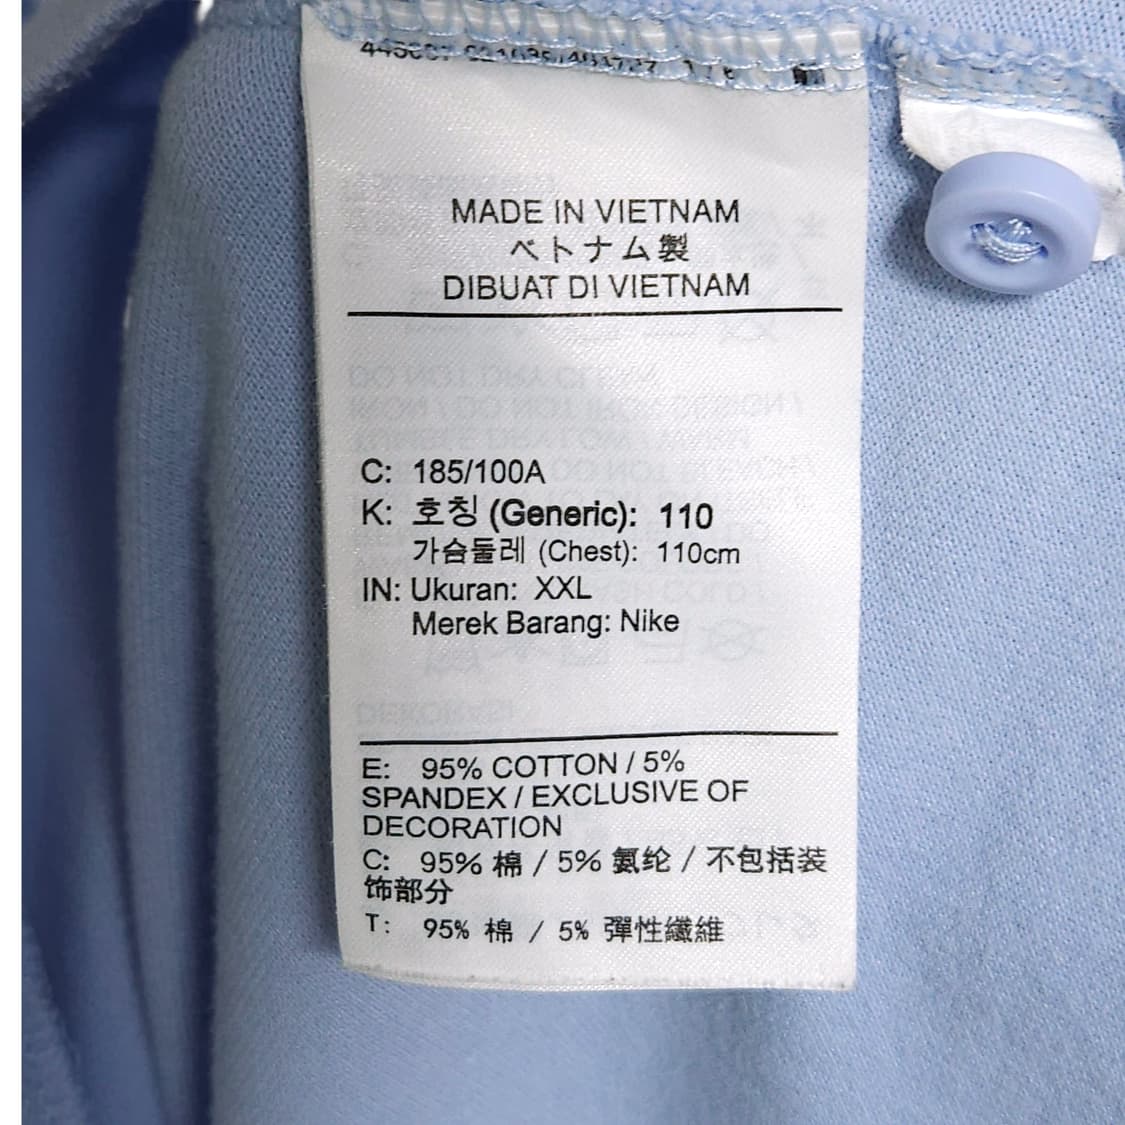 MADE IN VIETNAM
ベトナム製
DIBUAT DI VIETNAM
C: 185/100A
K: 호칭 (Generic): 110
가슴둘레 (Chest): 110cm
IN: Ukuran: XXL
Merek Barang: Nike
E: 95% COTTON / 5%
SPANDEX / EXCLUSIVE OF
DECORATION
C: 95% 棉 / 5% 氨纶 / 不包括装
饰部分
T: 95% 棉 / 5% 彈性纖維